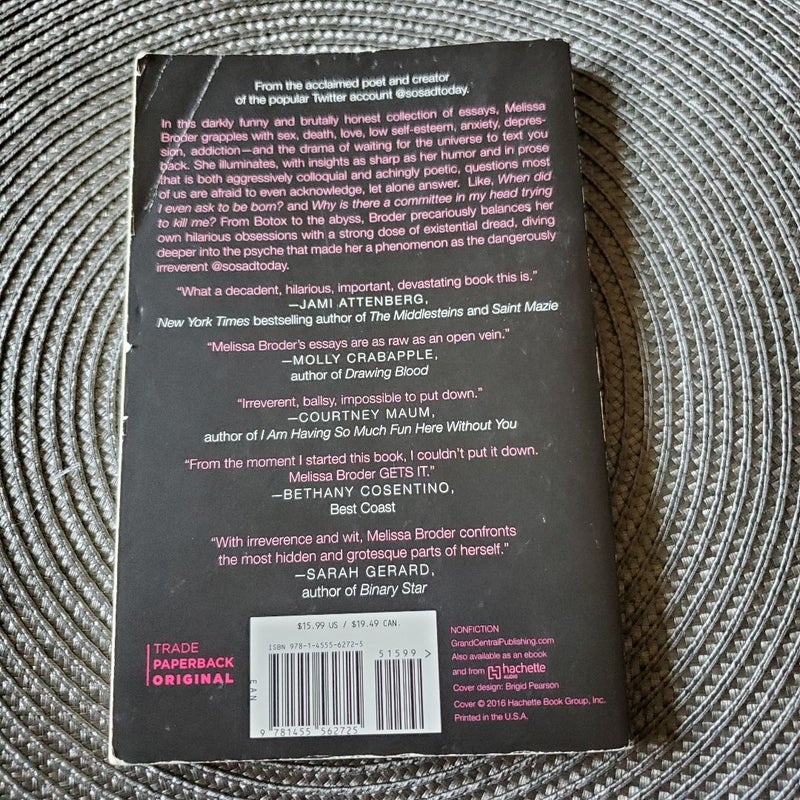 From the acclaimed poet and creator
of the popular Twitter account @sosadtoday.
In this darkly funny and brutally honest collection of essays, Melissa
Broder grapples with sex, death, love, low self-esteem, anxiety, depres-
sion, addiction—and the drama of waiting for the universe to text you
back. She illuminates, with insights as sharp as her humor and in prose
that is both aggressively colloquial and achingly poetic, questions most
of us are afraid to even acknowledge, let alone answer. Like, When did
I even ask to be born? and Why is there a committee in my head trying
to kill me? From Botox to the abyss, Broder precariously balances her
own hilarious obsessions with a strong dose of existential dread, diving
deeper into the psyche that made her a phenomenon as the dangerously
irreverent @sosadtoday.
“What a decadent, hilarious, important, devastating book this is.”
—JAMI ATTENBERG,
New York Times bestselling author of The Middlesteins and Saint Mazie
“Melissa Broder’s essays are as raw as an open vein.”
—MOLLY CRABAPPLE,
author of Drawing Blood
“Irreverent, ballsy, impossible to put down.”
—COURTNEY MAUM,
author of I Am Having So Much Fun Here Without You
“From the moment I started this book, I couldn’t put it down.
Melissa Broder GETS IT.”
—BETHANY COSENTINO,
Best Coast
“With irreverence and wit, Melissa Broder confronts
the most hidden and grotesque parts of herself.”
—SARAH GERARD,
author of Binary Star
TRADE
PAPERBACK
ORIGINAL
$15.99 US / $19.49 CAN.
ISBN 978-1-4555-6272-5
51599 >
EAN
9 781455 562725
NONFICTION
GrandCentralPublishing.com
Also available as an ebook
and from hachette
AUDIO
Cover design: Brigid Pearson
Cover © 2016 Hachette Book Group, Inc.
Printed in the U.S.A.